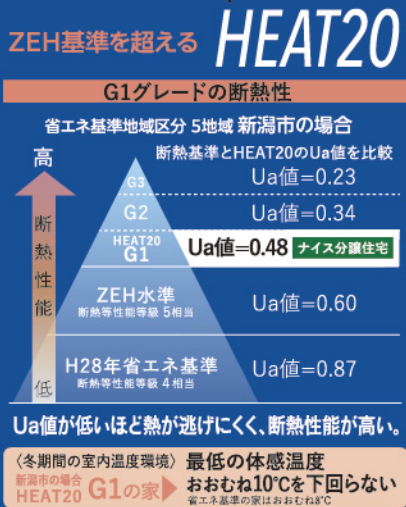 ZEH基準を超える HEAT20
G1グレードの断熱性
省エネ基準地域区分 5地域 新潟市の場合
断熱基準とHEAT20のUa値を比較
高
断熱性能
低
G3 Ua値=0.23
G2 Ua値=0.34
HEAT20
G1 Ua値=0.48 ナイス分譲住宅
ZEH水準
断熱等性能等級 5相当
Ua値=0.60
H28年省エネ基準
断熱等性能等級 4相当
Ua値=0.87
Ua値が低いほど熱が逃げにくく、断熱性能が高い。
〈冬期間の室内温度環境〉
新潟市の場合
HEAT20 G1の家
最低の体感温度
おおむね10℃を下回らない
省エネ基準の家はおおむね8℃